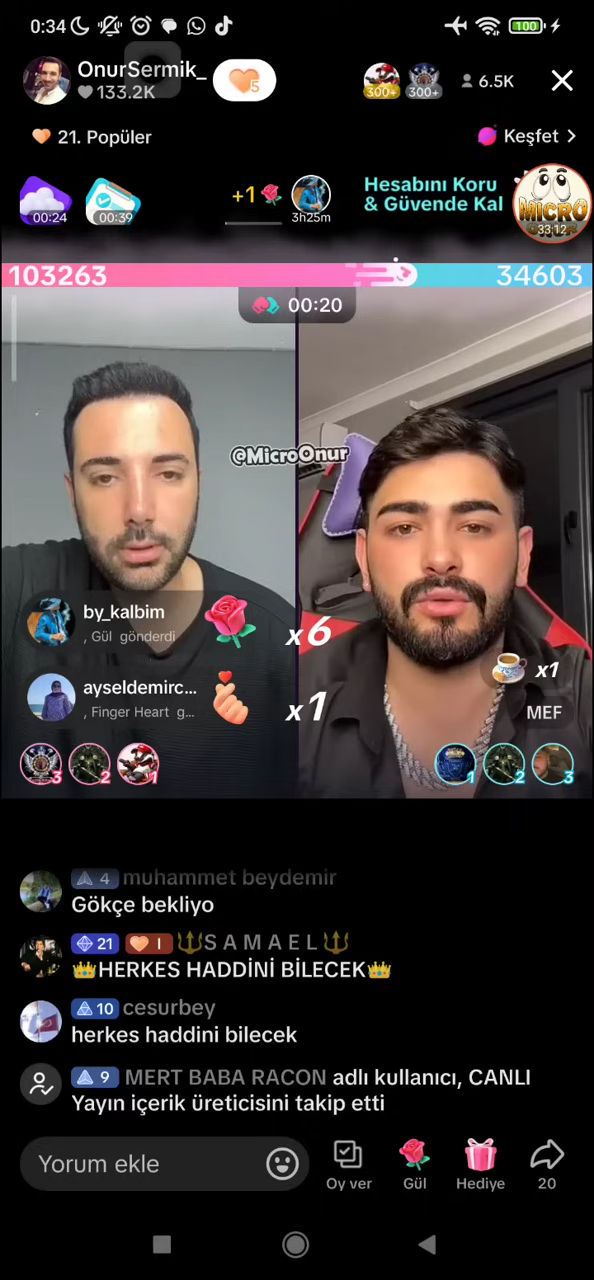 0:34
100
OnurSermik_
133.2K
5
300+
300+
6.5K
21. Popüler
Keşfet
00:24
00:39
+1
3h25m
Hesabını Koru
& Güvende Kal
MICRO
33:12
103263
34603
00:20
@MicroOnur
by_kalbim
, Gül gönderdi
x6
ayseldemirc...
, Finger Heart g...
x1
x1
MEF
3
2
1
1
2
3
4 muhammet beydemir
Gökçe bekliyo
21 I 🔱S A M A E L🔱
👑HERKES HADDİNİ BİLECEK👑
10 cesurbey
herkes haddini bilecek
9 MERT BABA RACON adlı kullanıcı, CANLI
Yayın içerik üreticisini takip etti
Yorum ekle
Oy ver
Gül
Hediye
20